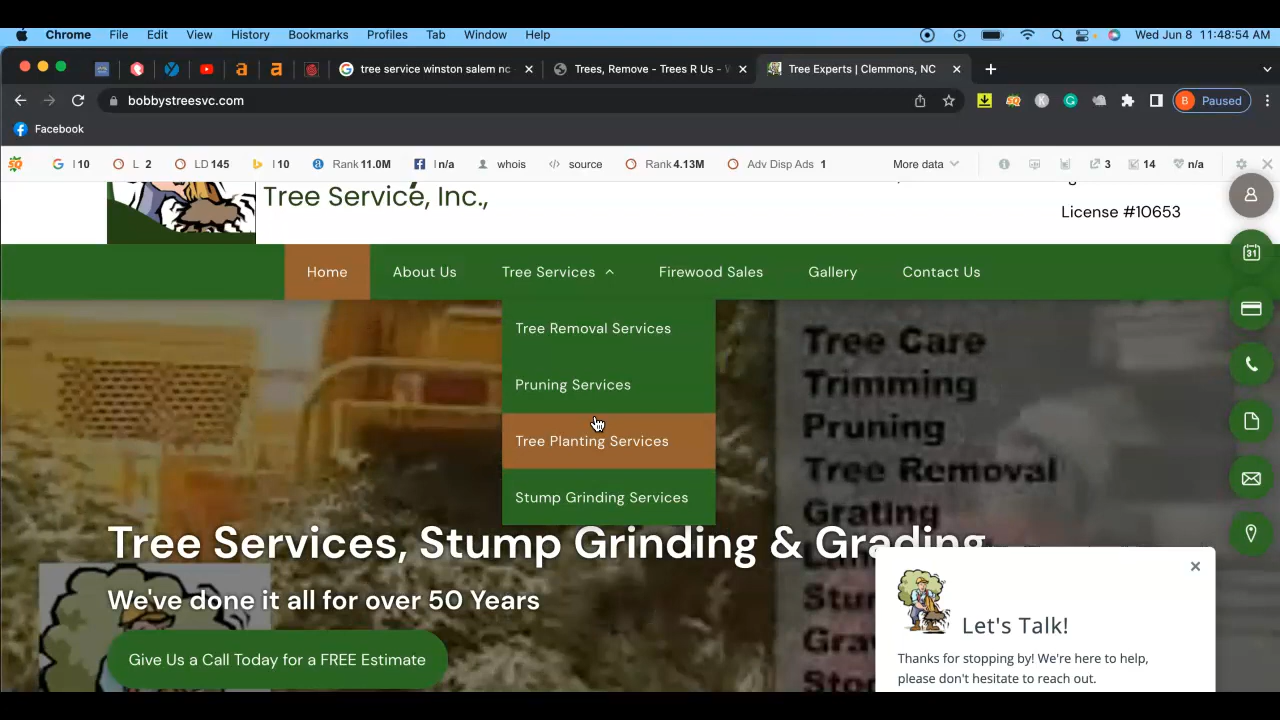 Chrome File Edit View History Bookmarks Profiles Tab Window Help Wed Jun 8 11:48:54 AM
tree service winston salem nc
Trees, Remove - Trees R Us -
Tree Experts | Clemmons, NC
bobbystreesvc.com
Paused
Facebook
I 10 L 2 LD 145 I 10 Rank 11.0M I n/a whois source Rank 4.13M Adv Disp Ads 1 More data 3 14 n/a
Tree Service, Inc.,
License #10653
Home About Us Tree Services Firewood Sales Gallery Contact Us
Tree Removal Services
Pruning Services
Tree Planting Services
Stump Grinding Services
Tree Care
Trimming
Pruning
Tree Removal
Grating
Tree Services, Stump Grinding & Grading
We've done it all for over 50 Years
Give Us a Call Today for a FREE Estimate
Let's Talk!
Thanks for stopping by! We're here to help,
please don't hesitate to reach out.